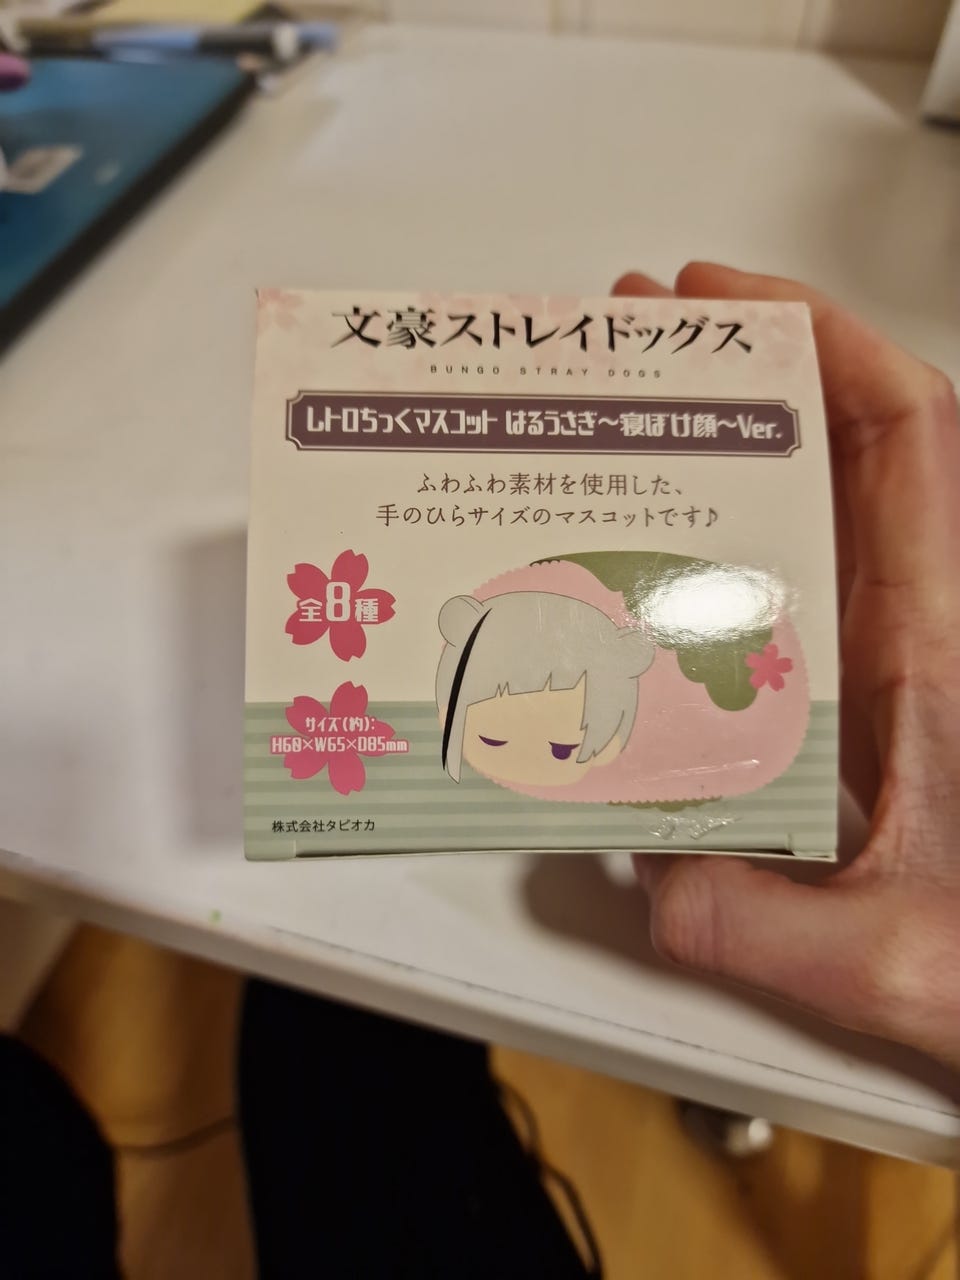 文豪ストレイドッグス
BUNGO STRAY DOGS
レトロちっくマスコット はるうさぎ～寝ぼけ顔～Ver.
ふわふわ素材を使用した、
手のひらサイズのマスコットです♪
全8種
サイズ(約):
H60×W65×D85mm
株式会社タピオカ